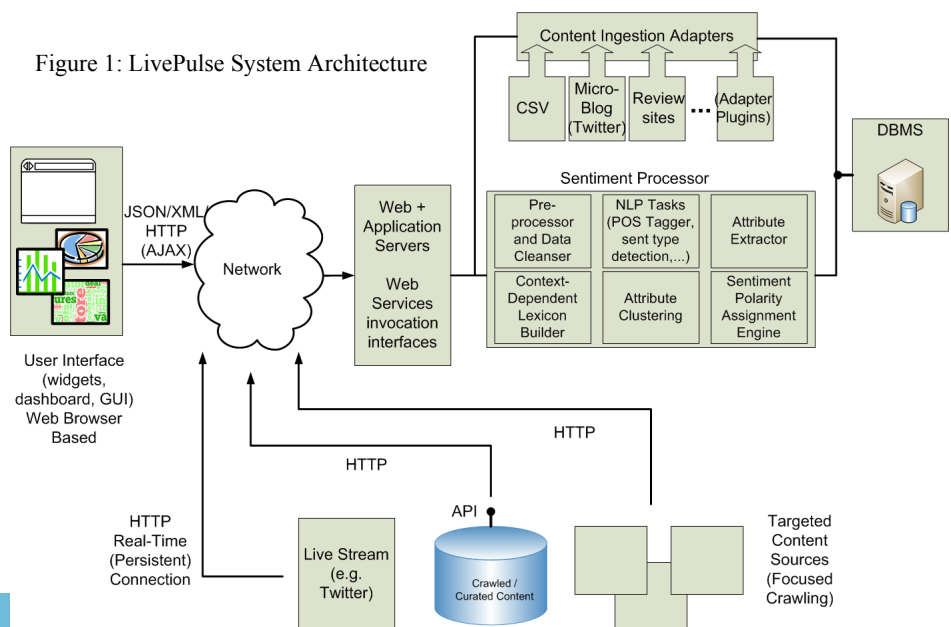 Figure 1: LivePulse System Architecture
Content Ingestion Adapters
CSV
Micro-
Blog
(Twitter)
Review
sites
...
(Adapter
Plugins)
DBMS
Sentiment Processor
Pre-
processor
and Data
Cleanser
NLP Tasks
(POS Tagger,
sent type
detection,...)
Attribute
Extractor
Context-
Dependent
Lexicon
Builder
Attribute
Clustering
Sentiment
Polarity
Assignment
Engine
JSON/XML/
HTTP
(AJAX)
Network
Web +
Application
Servers
Web
Services
invocation
interfaces
ures
tore
va
User Interface
(widgets,
dashboard, GUI)
Web Browser
Based
HTTP
HTTP
HTTP
Real-Time
(Persistent)
Connection
Live Stream
(e.g.
Twitter)
API
Crawled /
Curated Content
Targeted
Content
Sources
(Focused
Crawling)